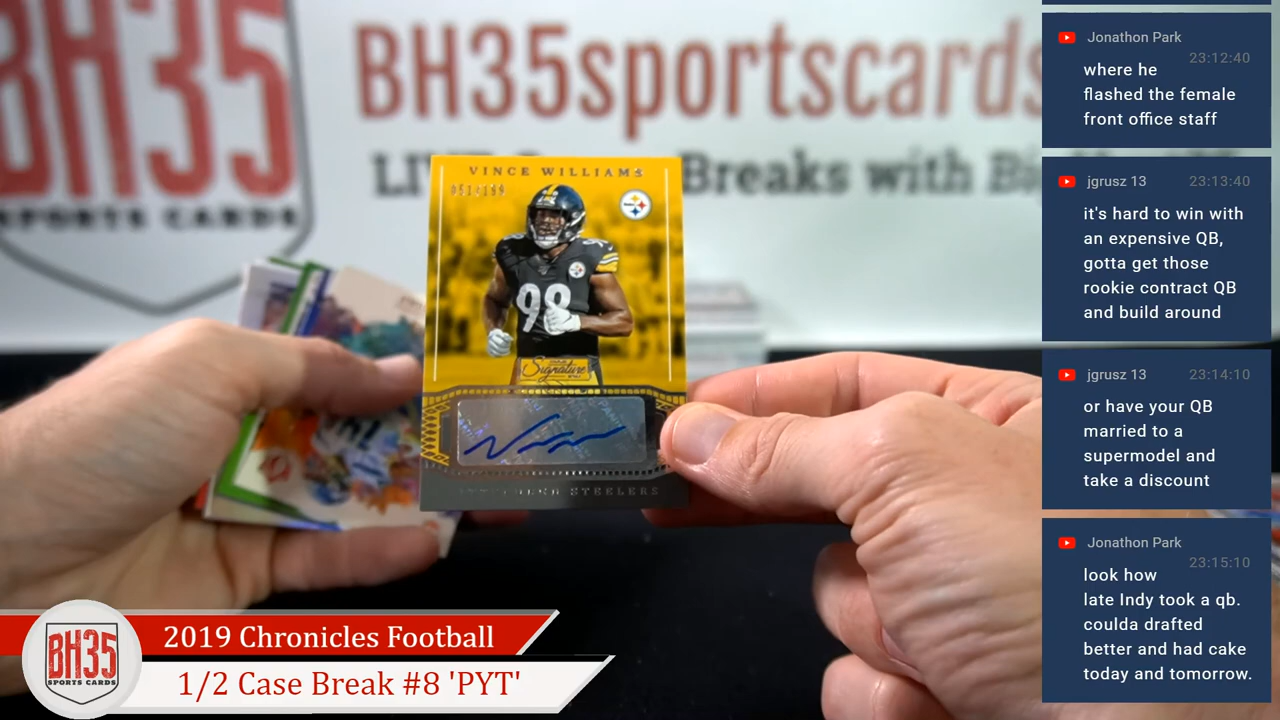 BH35
SPORTS CARDS
BH35sportscards
Breaks with
VINCE WILLIAMS
051/199
98
Signature
STEELERS
Jonathon Park
23:12:40
where he
flashed the female
front office staff
jgrusz 13
23:13:40
it's hard to win with
an expensive QB,
gotta get those
rookie contract QB
and build around
jgrusz 13
23:14:10
or have your QB
married to a
supermodel and
take a discount
Jonathon Park
23:15:10
look how
late Indy took a qb.
coulda drafted
better and had cake
today and tomorrow.
BH35
SPORTS CARDS
2019 Chronicles Football
1/2 Case Break #8 'PYT'